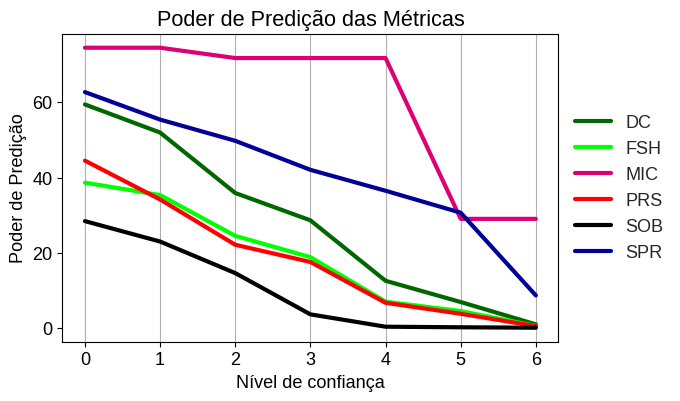 Poder de Predição das Métricas
Poder de Predição
60
40
20
0
0 1 2 3 4 5 6
Nível de confiança
DC
FSH
MIC
PRS
SOB
SPR